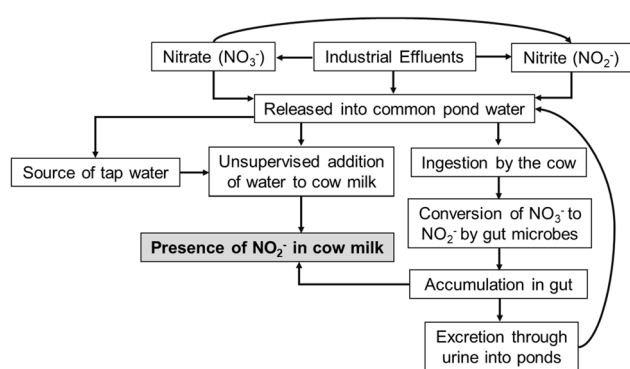 Nitrate (NO₃⁻)
Industrial Effluents
Nitrite (NO₂⁻)
Released into common pond water
Source of tap water
Unsupervised addition
of water to cow milk
Ingestion by the cow
Conversion of NO₃⁻ to
NO₂⁻ by gut microbes
Presence of NO₂⁻ in cow milk
Accumulation in gut
Excretion through
urine into ponds